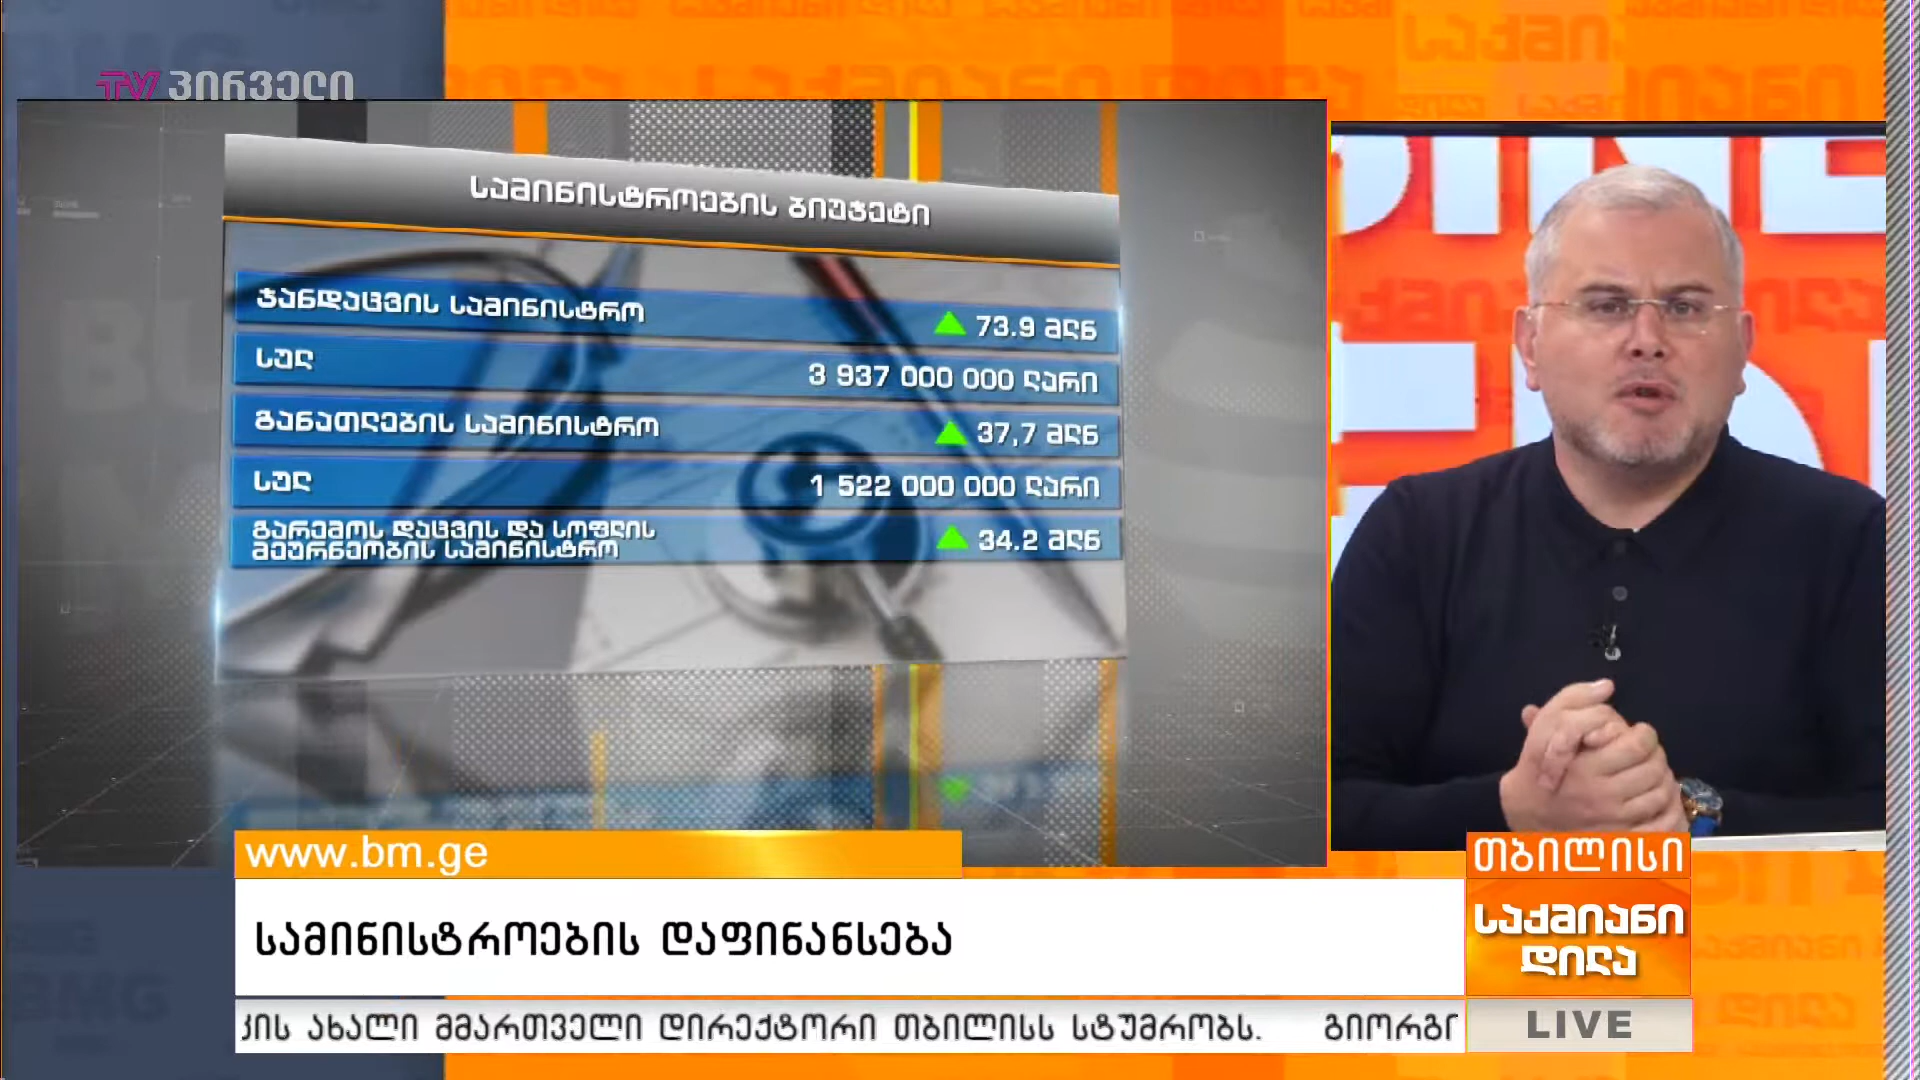 TV პირველი
სამინისტროების ბიუჯეტი
ჯანდაცვის სამინისტრო
73.9 მლნ
სულ
3 937 000 000 ლარი
განათლების სამინისტრო
37,7 მლნ
სულ
1 522 000 000 ლარი
გარემოს დაცვის და სოფლის
მეურნეობის სამინისტრო
34.2 მლნ
www.bm.ge
თბილისი
სამინისტროების დაფინანსება
საქმიანი
დილა
კის ახალი მმართველი დირექტორი თბილისს სტუმრობს. გიორგი
LIVE